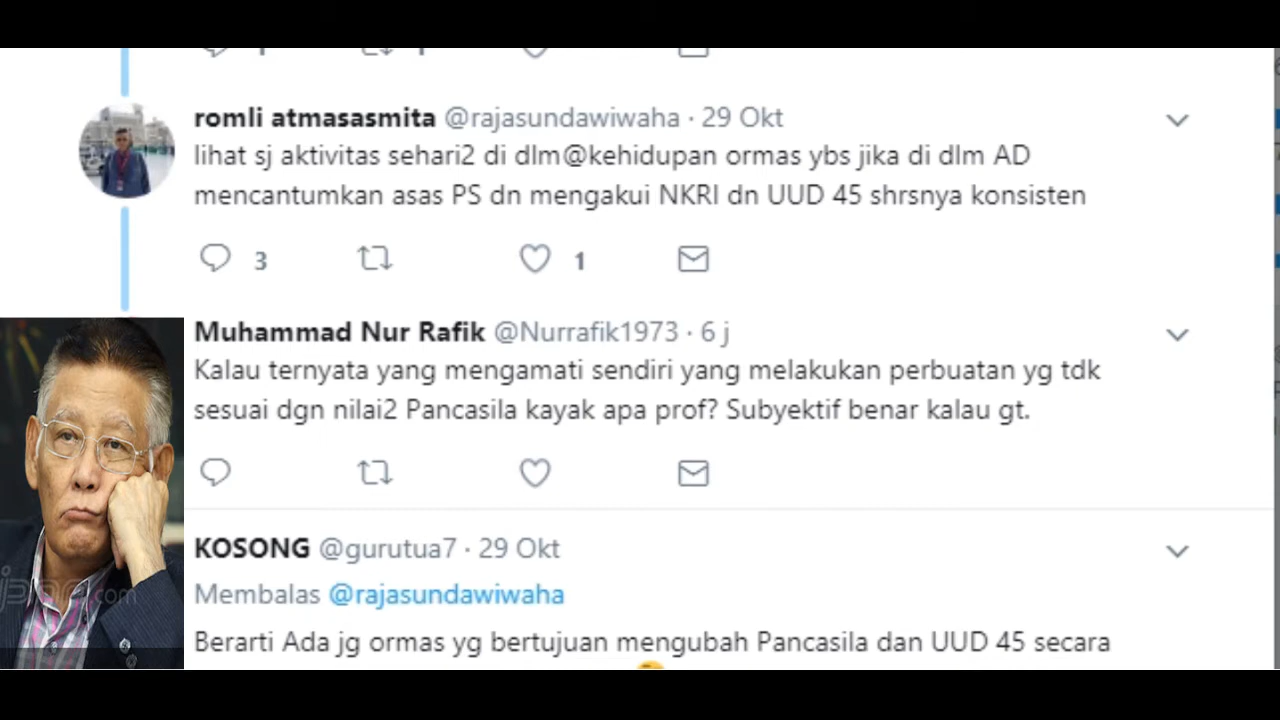 romli atmasasmita @rajasundawiwaha · 29 Okt
lihat sj aktivitas sehari2 di dlm@kehidupan ormas ybs jika di dlm AD
mencantumkan asas PS dn mengakui NKRI dn UUD 45 shrsnya konsisten
3 1
Muhammad Nur Rafik @Nurrafik1973 · 6 j
Kalau ternyata yang mengamati sendiri yang melakukan perbuatan yg tdk
sesuai dgn nilai2 Pancasila kayak apa prof? Subyektif benar kalau gt.
KOSONG @gurutua7 · 29 Okt
Membalas @rajasundawiwaha
Berarti Ada jg ormas yg bertujuan mengubah Pancasila dan UUD 45 secara